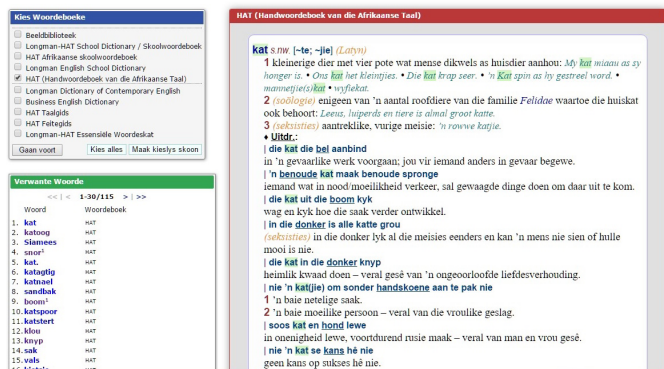 Kies Woordeboeke
Beeldbiblioteek
Longman-HAT School Dictionary / Skoolwoordeboek
HAT Afrikaanse skoolwoordeboek
Longman English School Dictionary
HAT (Handwoordeboek van die Afrikaanse Taal)
Longman Dictionary of Contemporary English
Business English Dictionary
HAT Taalgids
HAT Feitegids
Longman-HAT Essensiële Woordeskat
Gaan voort Kies alles Maak kieslys skoon
Verwante Woorde
<< | < 1-30/115 > | >>
Woord Woordeboek
1. kat HAT
2. katoog HAT
3. Siamees HAT
4. snor¹ HAT
5. kat. HAT
6. katagtig HAT
7. katnael HAT
8. sandbak HAT
9. boom¹ HAT
10. katspoor HAT
11. katstert HAT
12. klou HAT
13. knyp HAT
14. sak HAT
15. vals HAT
HAT (Handwoordeboek van die Afrikaanse Taal)
kat s.nw. [~te; ~jie] (Latyn)
1 kleinerige dier met vier pote wat mense dikwels as huisdier aanhou: My kat miaau as sy
honger is. • Ons kat het kleintjies. • Die kat krap seer. • 'n Kat spin as hy gestreel word. •
mannetjie(s)kat • wyfiekat.
2 (soölogie) enigeen van 'n aantal roofdiere van die familie Felidae waartoe die huiskat
ook behoort: Leeus, luiperds en tiere is almal groot katte.
3 (seksisties) aantreklike, vurige meisie: 'n rowwe katjie.
♦ Uitdr.:
| die kat die bel aanbind
in 'n gevaarlike werk voorgaan; jou vir iemand anders in gevaar begewe.
| 'n benoude kat maak benoude spronge
iemand wat in nood/moeilikheid verkeer, sal gewaagde dinge doen om daar uit te kom.
| die kat uit die boom kyk
wag en kyk hoe die saak verder ontwikkel.
| in die donker is alle katte grou
(seksisties) in die donker lyk al die meisies eenders en kan 'n mens nie sien of hulle
mooi is nie.
| die kat in die donker knyp
heimlik kwaad doen – veral gesê van 'n ongeoorloofde liefdesverhouding.
| nie 'n kat(jie) om sonder handskoene aan te pak nie
1 'n baie netelige saak.
2 'n baie moeilike persoon – veral van die vroulike geslag.
| soos kat en hond lewe
in onenigheid lewe, voortdurend rusie maak – veral van man en vrou gesê.
| nie 'n kat se kans hê nie
geen kans op sukses hê nie.